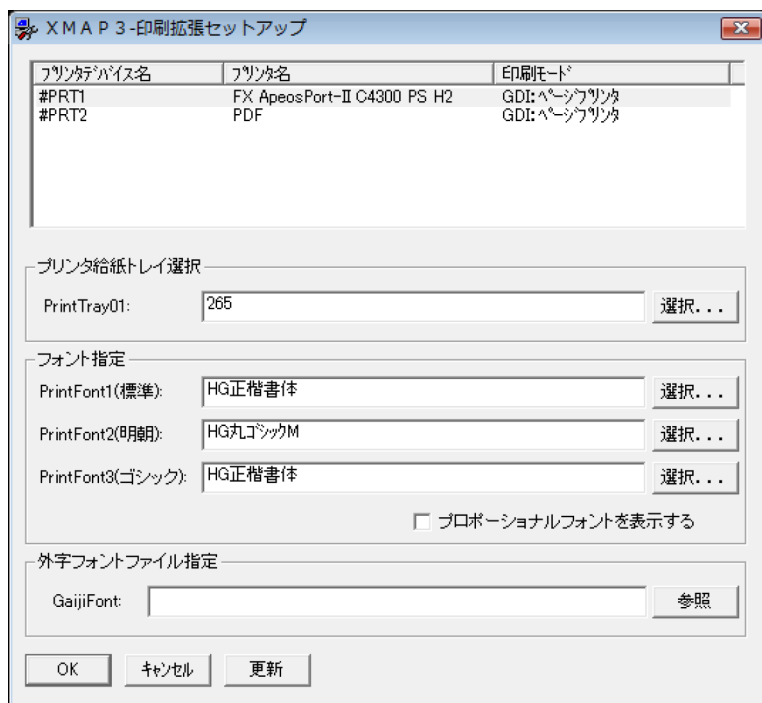 XMAP3-印刷拡張セットアップ
ﾌﾟﾘﾝﾀﾃﾞﾊﾞｲｽ名 ﾌﾟﾘﾝﾀ名 印刷ﾓｰﾄﾞ
#PRT1 FX ApeosPort-II C4300 PS H2 GDI:ﾍﾟｰｼﾞﾌﾟﾘﾝﾀ
#PRT2 PDF GDI:ﾍﾟｰｼﾞﾌﾟﾘﾝﾀ
プリンタ給紙トレイ選択
PrintTray01: 265 選択...
フォント指定
PrintFont1(標準): HG正楷書体 選択...
PrintFont2(明朝): HG丸ｺﾞｼｯｸM 選択...
PrintFont3(ゴシック): HG正楷書体 選択...
プロポーショナルフォントを表示する
外字フォントファイル指定
GaijiFont: 参照
OK ｷｬﾝｾﾙ 更新